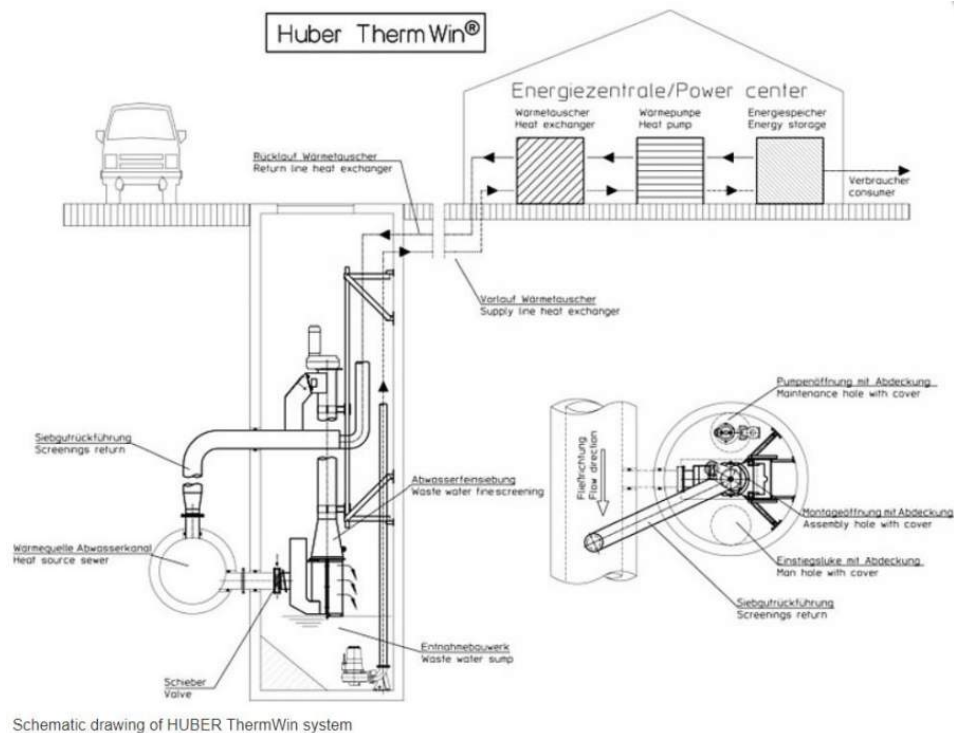 Huber ThermWin®
Energiezentrale/Power center
Wärmetauscher
Heat exchanger
Wärmepumpe
Heat pump
Energiespeicher
Energy storage
Verbraucher
consumer
Rücklauf Wärmetauscher
Return line heat exchanger
Vorlauf Wärmetauscher
Supply line heat exchanger
Siebgutrückführung
Screenings return
Abwasserfeinsiebung
Waste water finescreening
Wärmequelle Abwasserkanal
Heat source sewer
Entnahmebauwerk
Waste water sump
Schieber
Valve
Pumpenöffnung mit Abdeckung
Maintenance hole with cover
Fließrichtung
Flow direction
Montageöffnung mit Abdeckung
Assembly hole with cover
Einstiegsluke mit Abdeckung
Man hole with cover
Siebgutrückführung
Screenings return
Schematic drawing of HUBER ThermWin system